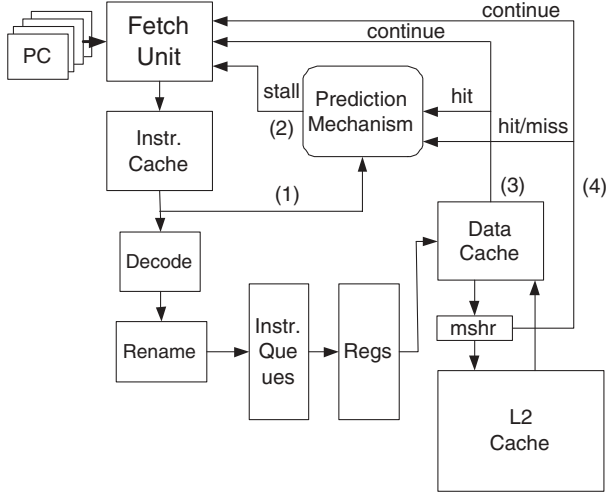 continue
PC
Fetch
Unit
continue
stall
(2)
Prediction
Mechanism
hit
hit/miss
Instr.
Cache
(1)
(3)
(4)
Data
Cache
Decode
Rename
Instr.
Que
ues
Regs
mshr
L2
Cache